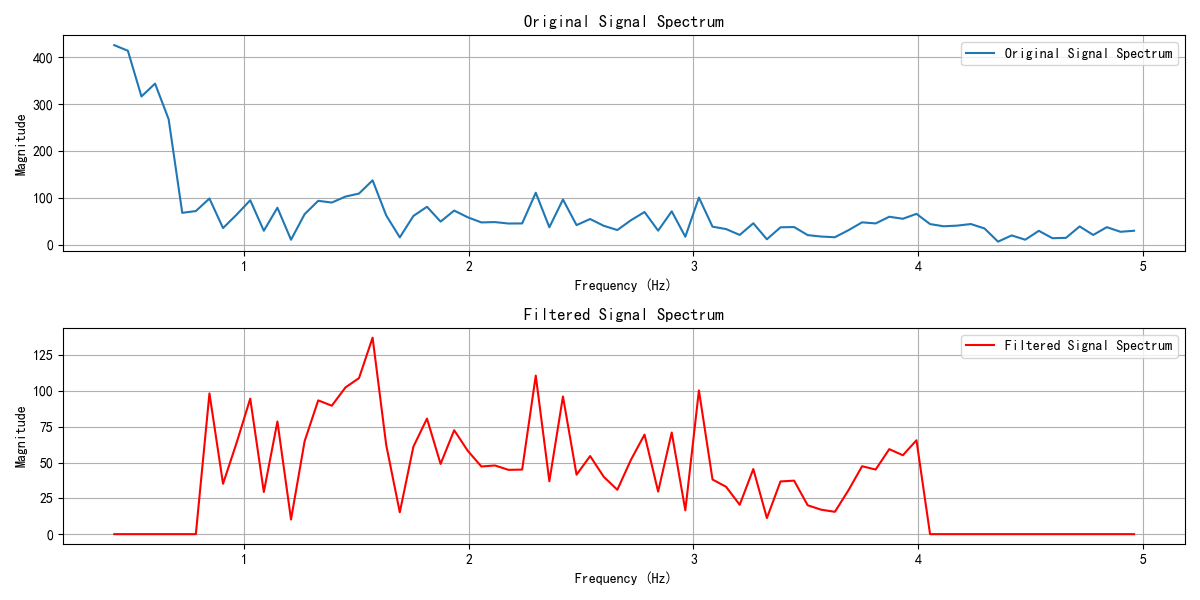 Original Signal Spectrum
Original Signal Spectrum
400
300
200
100
0
Magnitude
1
2
3
4
5
Frequency (Hz)
Filtered Signal Spectrum
Filtered Signal Spectrum
125
100
75
50
25
0
Magnitude
1
2
3
4
5
Frequency (Hz)